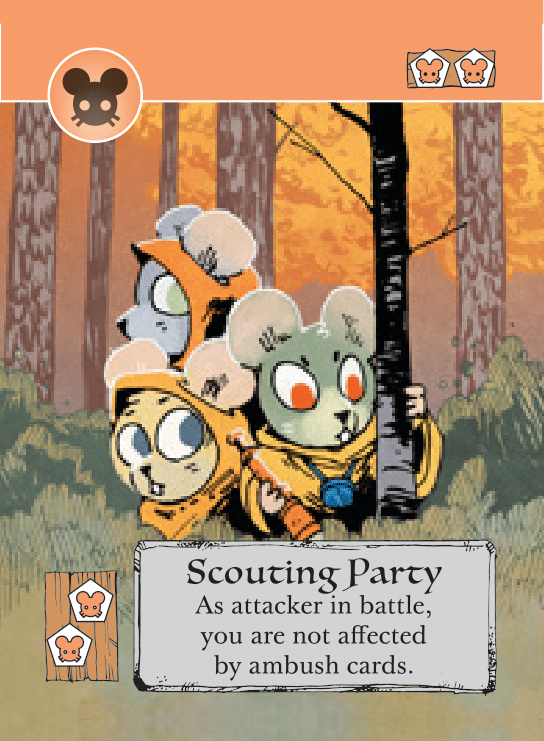 Scouting Party
As attacker in battle,
you are not affected
by ambush cards.